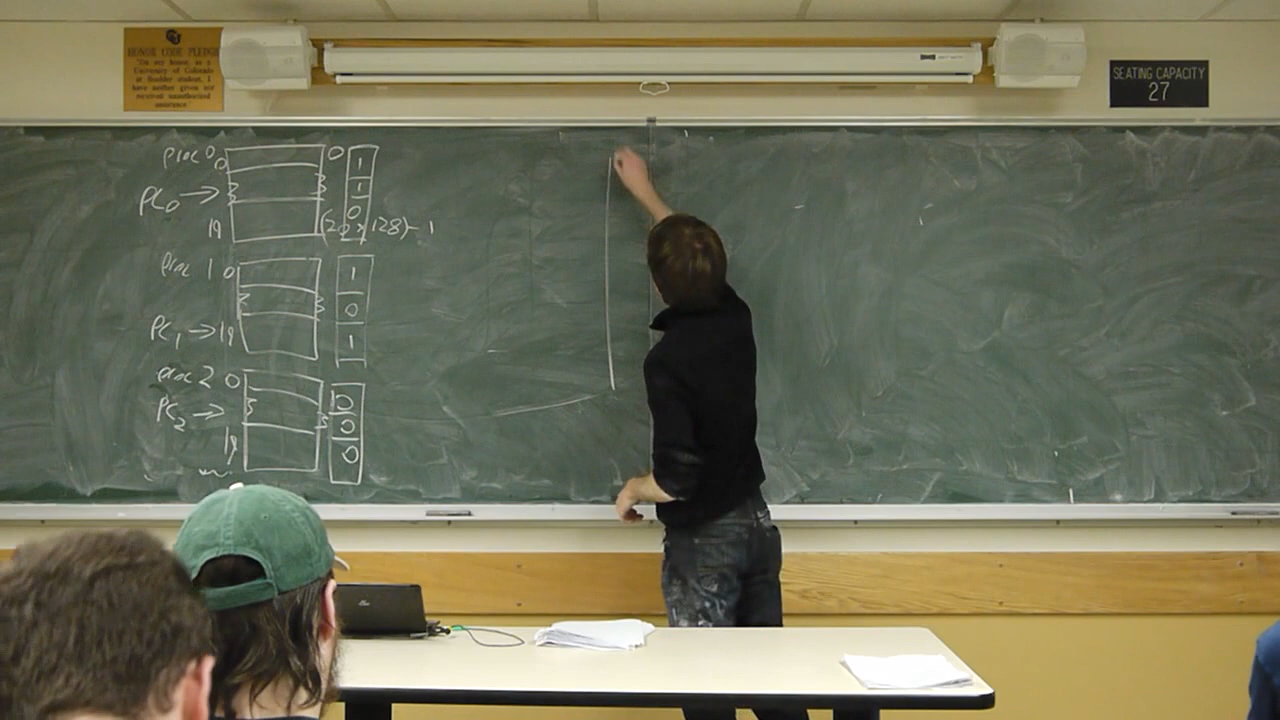 HONOR CODE PLEDGE
"On my honor, as a
University of Colorado
at Boulder student, I
have neither given nor
received unauthorized
assistance."
SEATING CAPACITY
27
proc 0 0 0 1
PC0 → 1
0
19 (20x128)-1
proc 1 0 1
0
PC1 → 19 1
proc 2 0 0
PC2 → 0
19 0